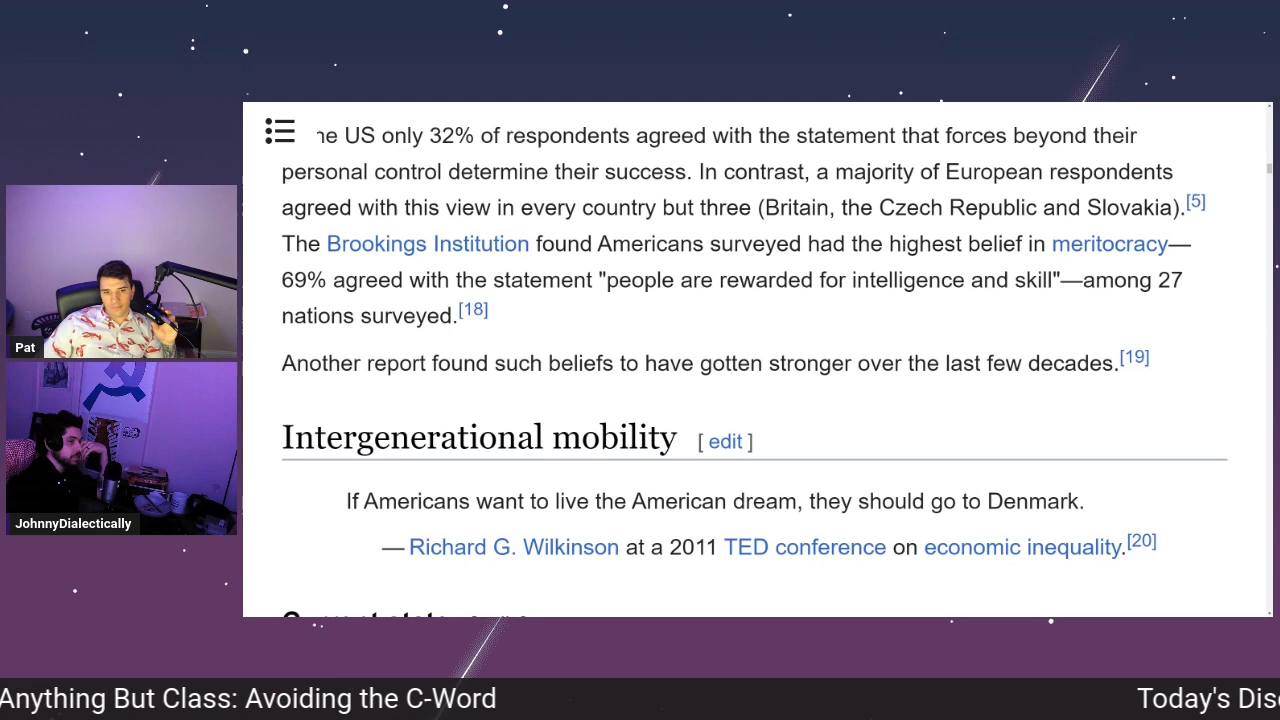 he US only 32% of respondents agreed with the statement that forces beyond their
personal control determine their success. In contrast, a majority of European respondents
agreed with this view in every country but three (Britain, the Czech Republic and Slovakia).[5]
The Brookings Institution found Americans surveyed had the highest belief in meritocracy—
69% agreed with the statement "people are rewarded for intelligence and skill"—among 27
nations surveyed.[18]
Another report found such beliefs to have gotten stronger over the last few decades.[19]
Intergenerational mobility [ edit ]
If Americans want to live the American dream, they should go to Denmark.
— Richard G. Wilkinson at a 2011 TED conference on economic inequality.[20]
Pat
JohnnyDialectically
Anything But Class: Avoiding the C-Word
Today's Disc